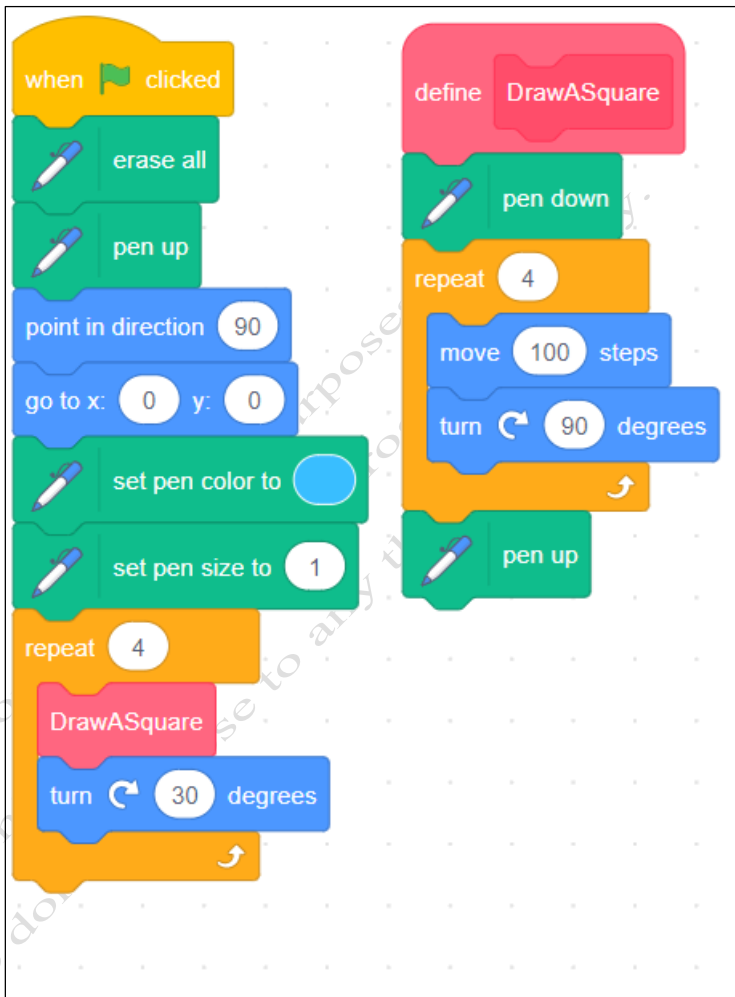 when clicked
erase all
pen up
point in direction 90
go to x: 0 y: 0
set pen color to
set pen size to 1
repeat 4
DrawASquare
turn 30 degrees
define DrawASquare
pen down
repeat 4
move 100 steps
turn 90 degrees
pen up